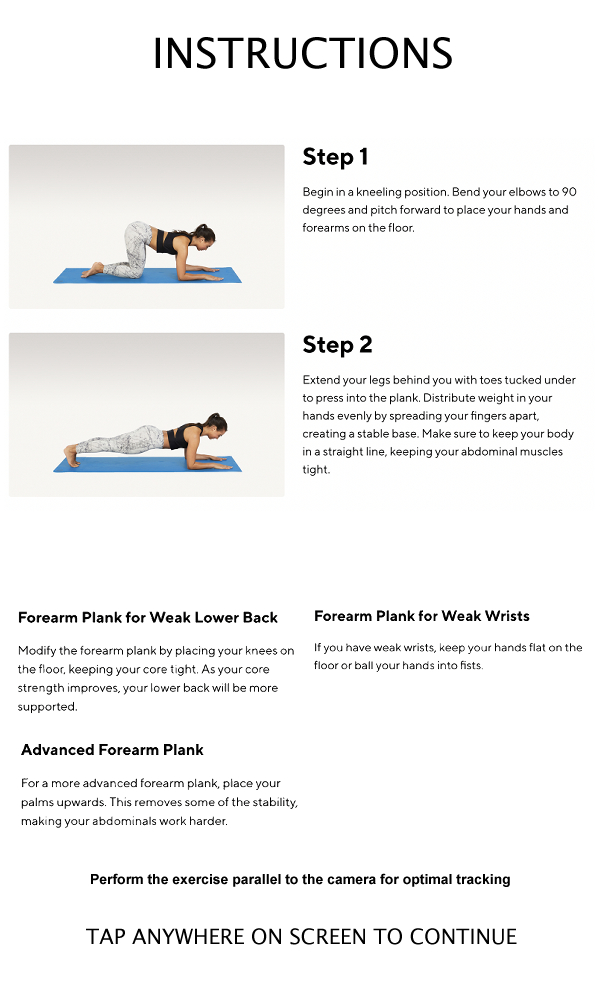 INSTRUCTIONS
Step 1
Begin in a kneeling position. Bend your elbows to 90
degrees and pitch forward to place your hands and
forearms on the floor.
Step 2
Extend your legs behind you with toes tucked under
to press into the plank. Distribute weight in your
hands evenly by spreading your fingers apart,
creating a stable base. Make sure to keep your body
in a straight line, keeping your abdominal muscles
tight.
Forearm Plank for Weak Lower Back
Modify the forearm plank by placing your knees on
the floor, keeping your core tight. As your core
strength improves, your lower back will be more
supported.
Forearm Plank for Weak Wrists
If you have weak wrists, keep your hands flat on the
floor or ball your hands into fists.
Advanced Forearm Plank
For a more advanced forearm plank, place your
palms upwards. This removes some of the stability,
making your abdominals work harder.
Perform the exercise parallel to the camera for optimal tracking
TAP ANYWHERE ON SCREEN TO CONTINUE